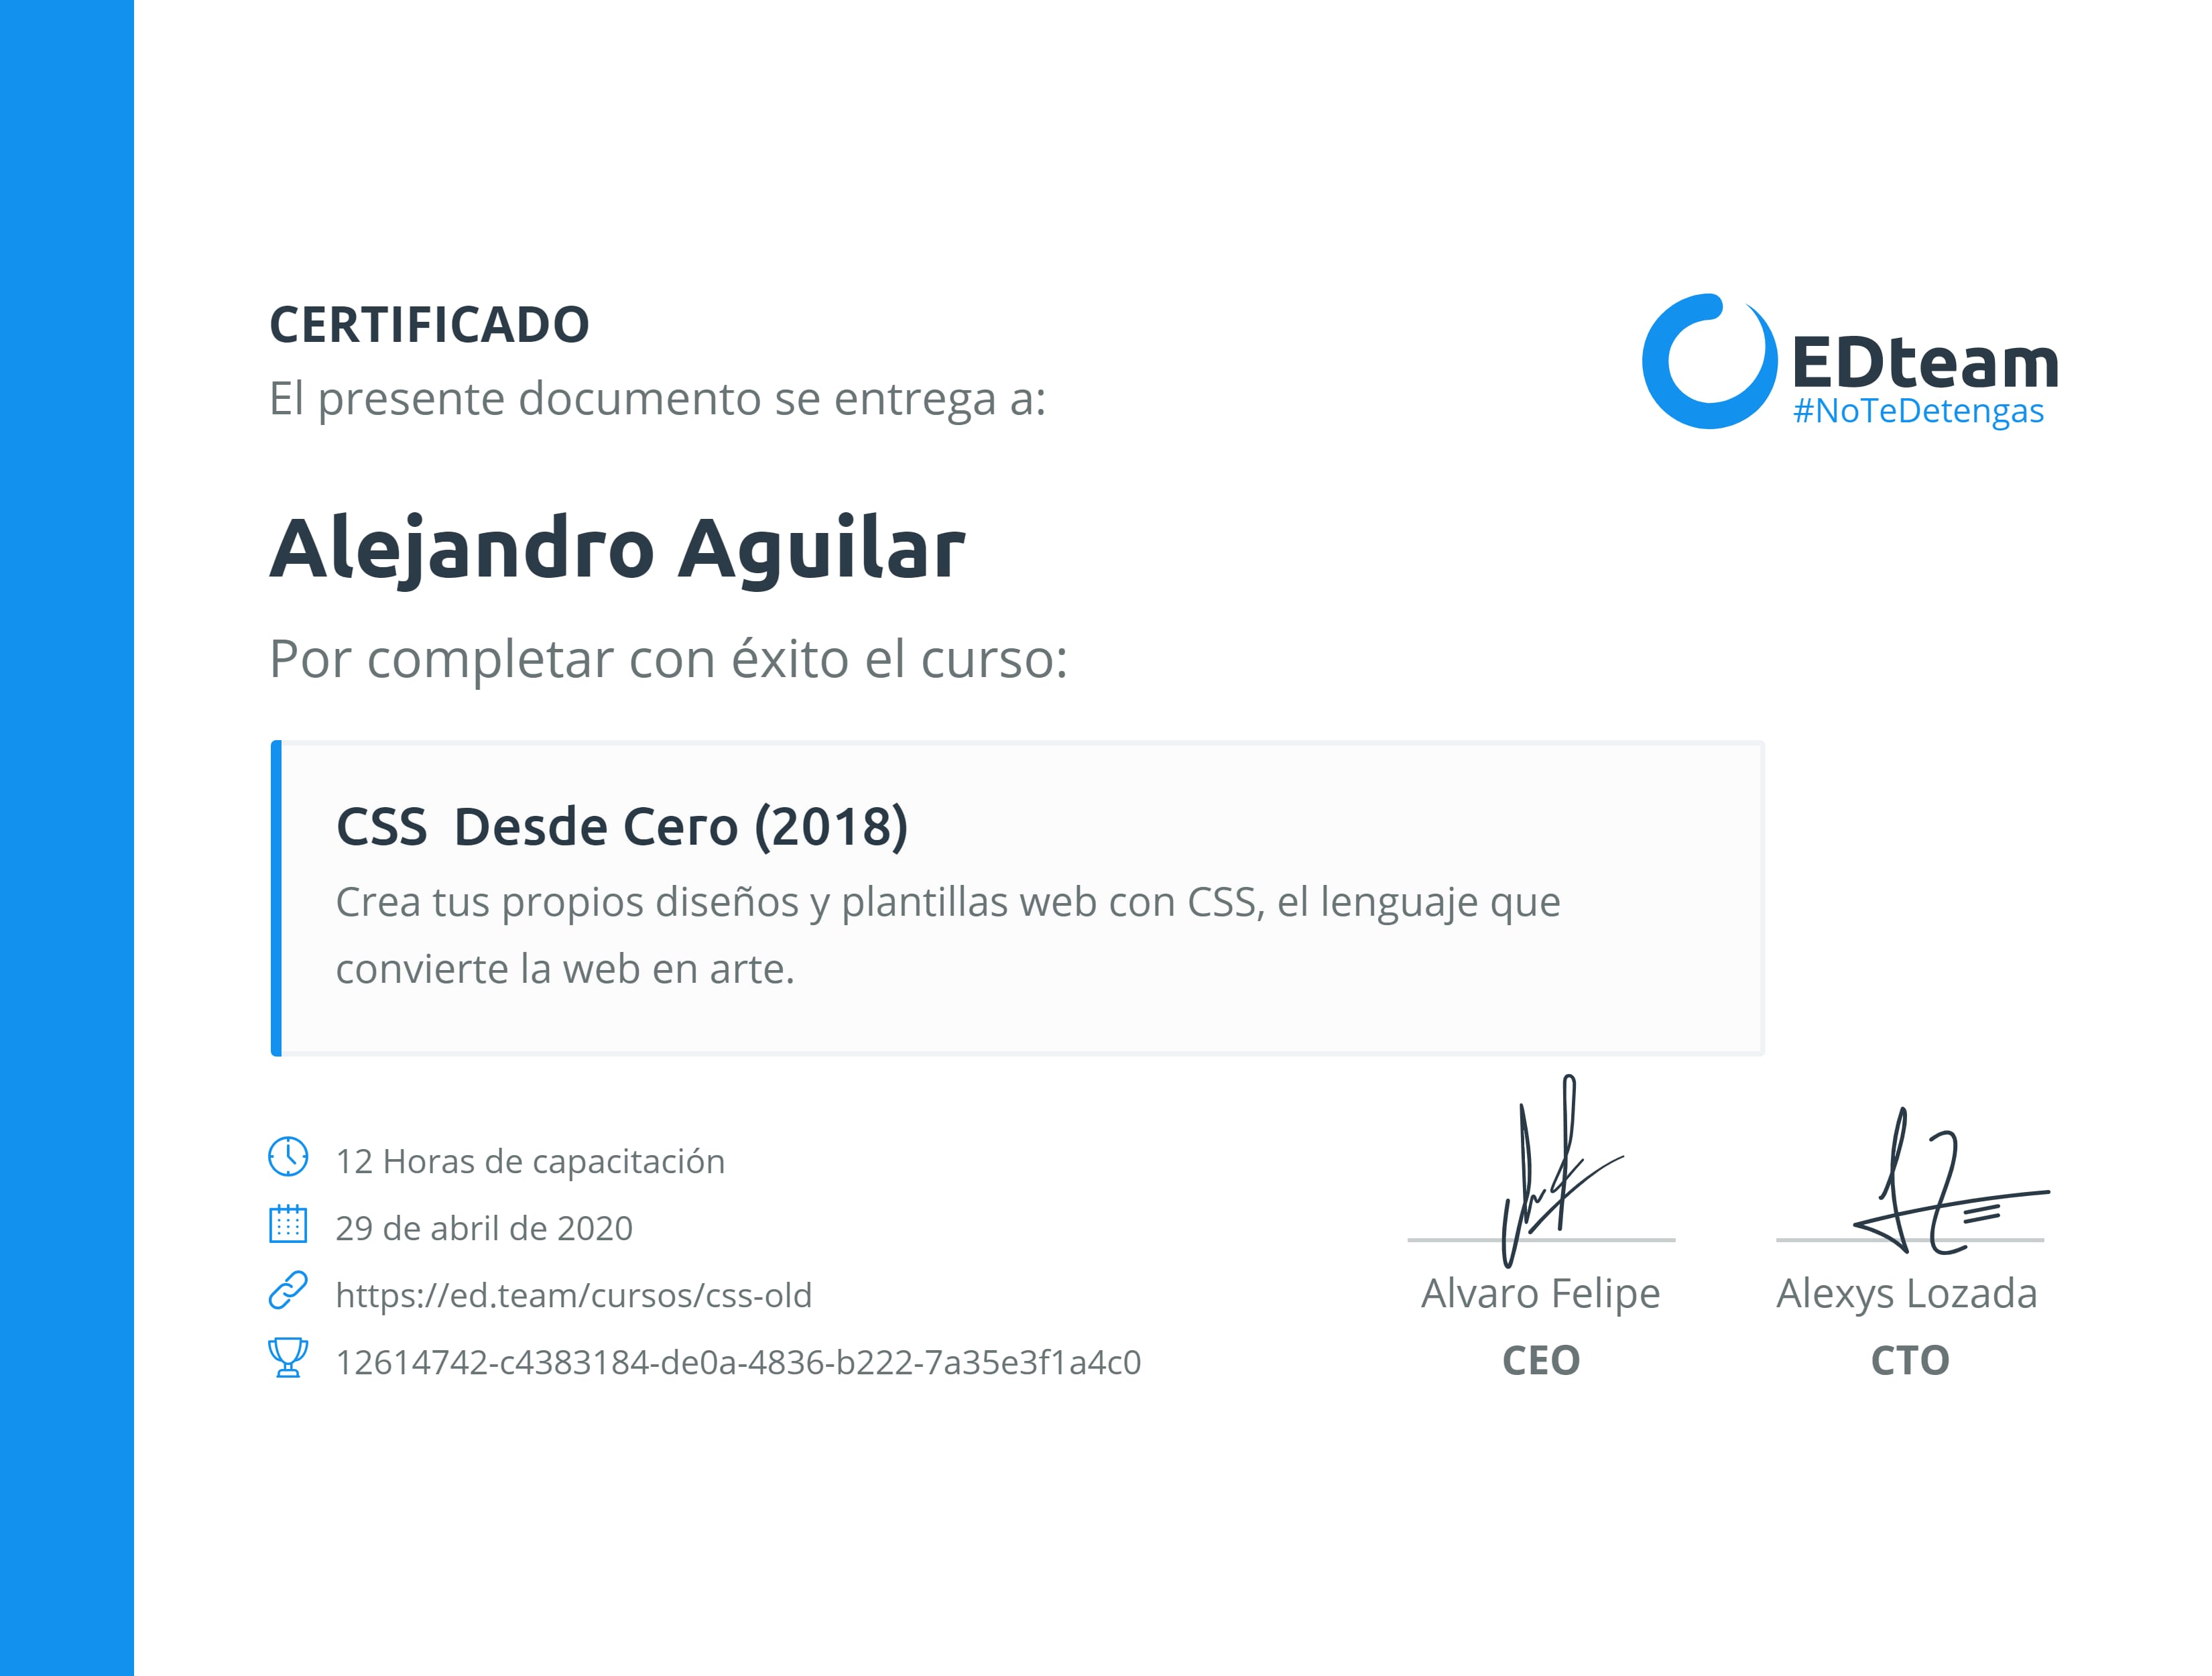 CERTIFICADO
El presente documento se entrega a:
EDteam
#NoTeDetengas
Alejandro Aguilar
Por completar con éxito el curso:
CSS  Desde Cero (2018)
Crea tus propios diseños y plantillas web con CSS, el lenguaje que
convierte la web en arte.
12 Horas de capacitación
29 de abril de 2020
https://ed.team/cursos/css-old
12614742-c4383184-de0a-4836-b222-7a35e3f1a4c0
Alvaro Felipe
CEO
Alexys Lozada
CTO